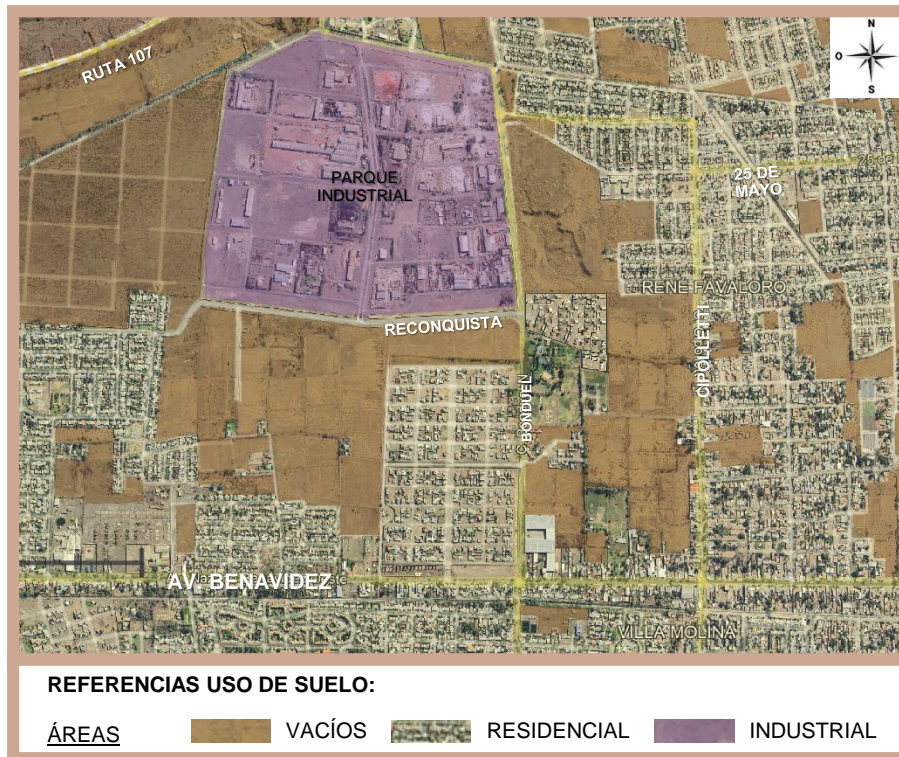 N
O
S
RUTA 107
PARQUE
INDUSTRIAL
25 DE
MAYO
RENE FAVALORO
RECONQUISTA
CIPOLLETTI
C. BONDUEL
AV. BENAVIDEZ
VILLA MOLINA
REFERENCIAS USO DE SUELO:
ÁREAS VACÍOS RESIDENCIAL INDUSTRIAL